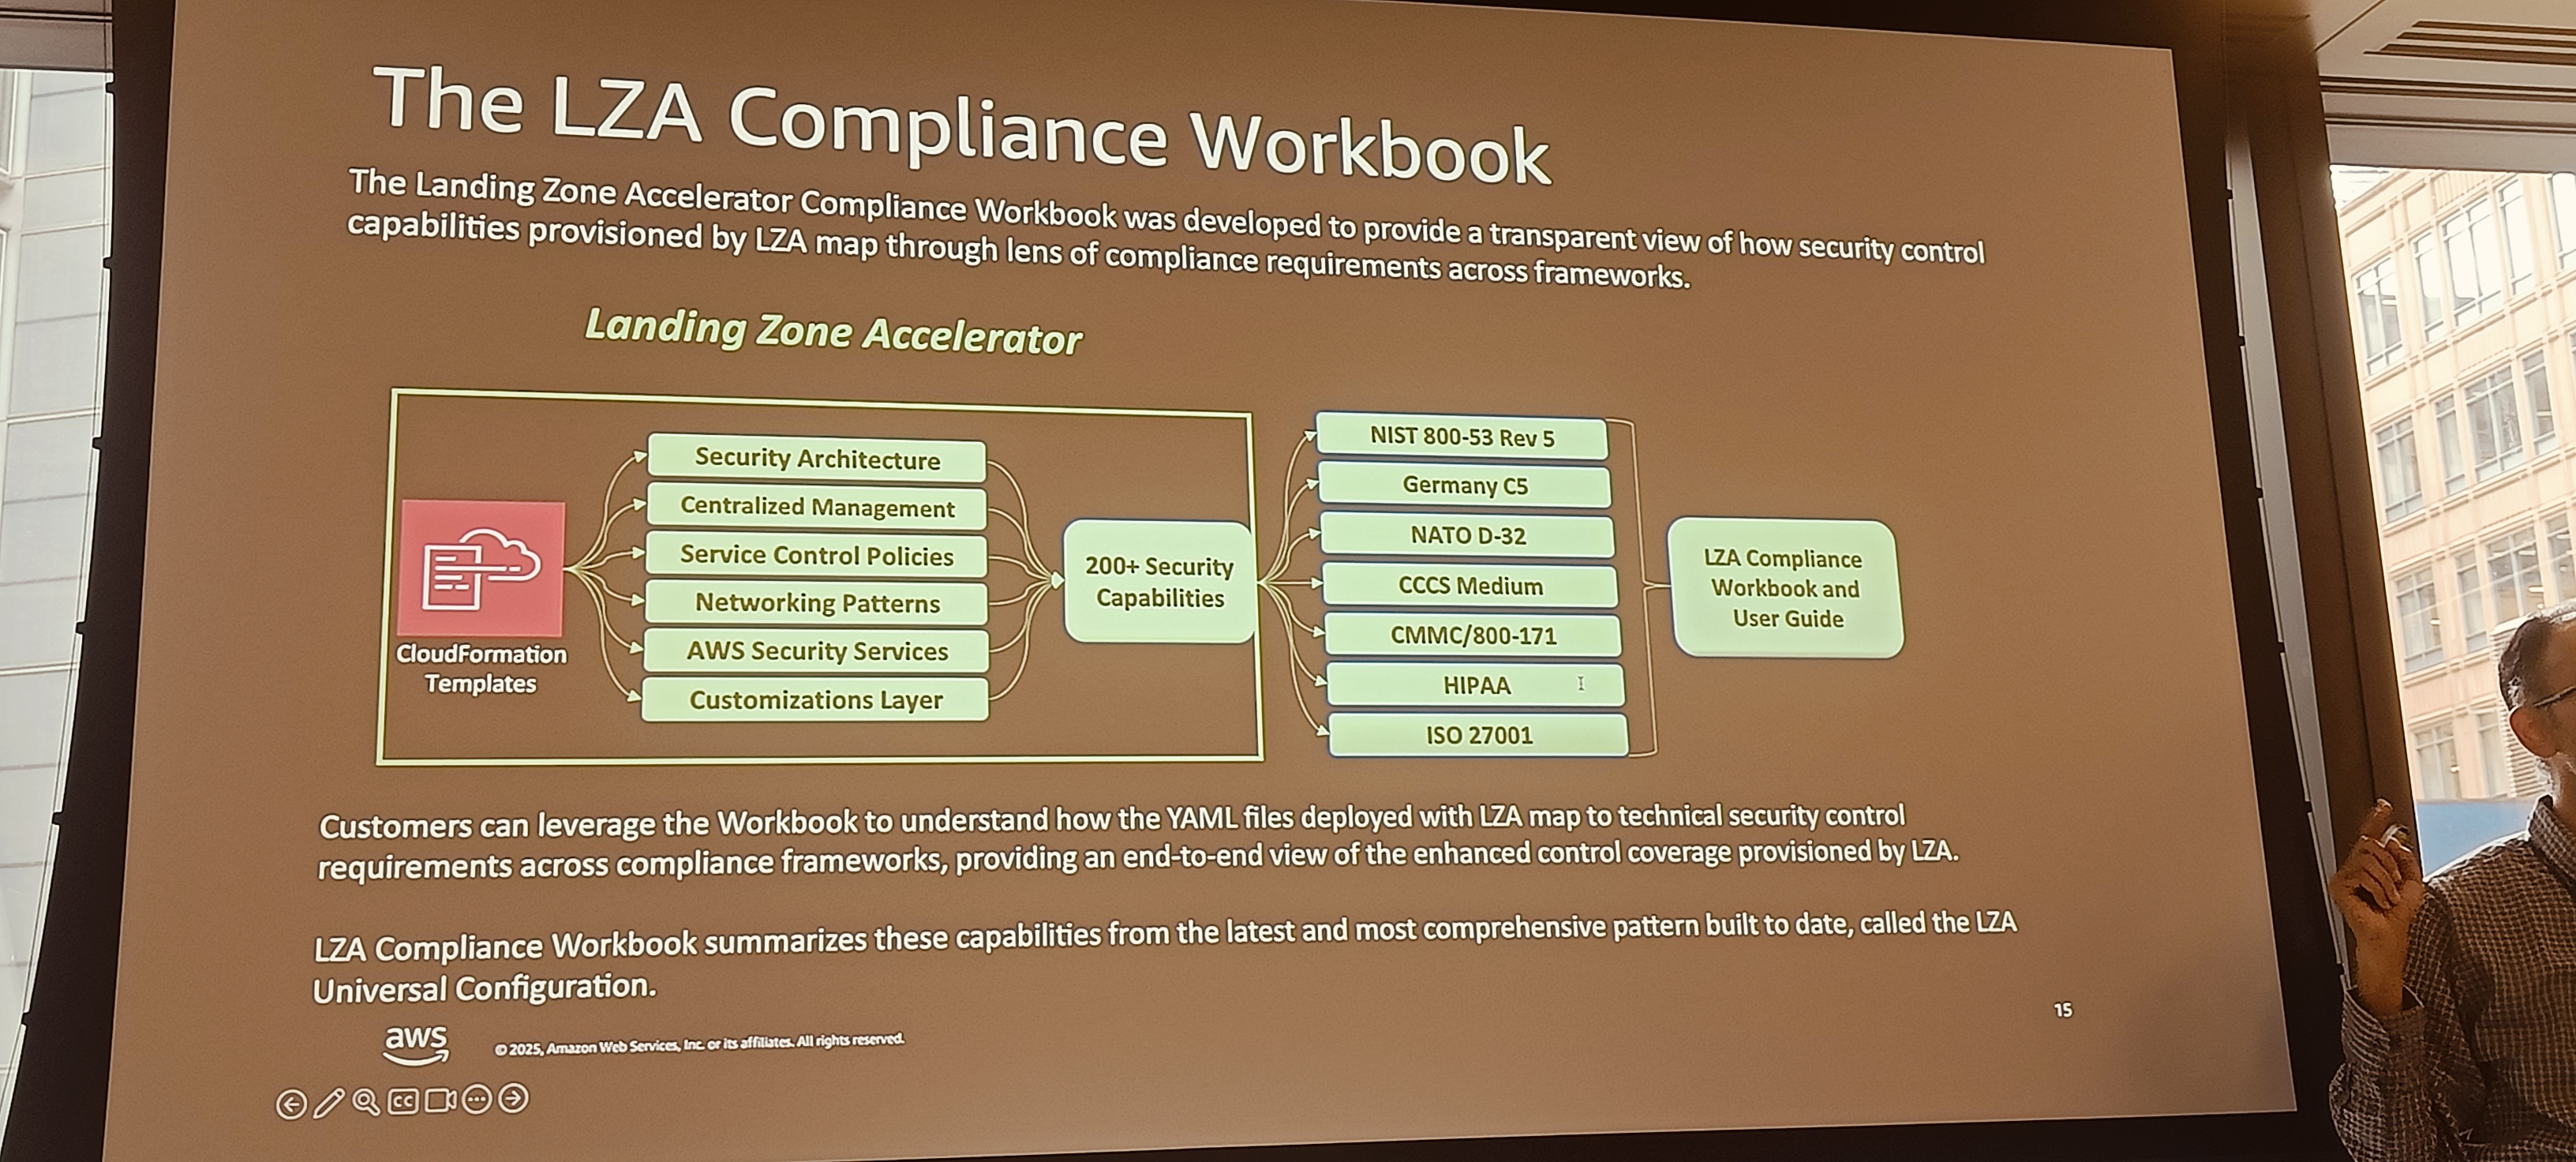 The LZA Compliance Workbook
The Landing Zone Accelerator Compliance Workbook was developed to provide a transparent view of how security control
capabilities provisioned by LZA map through lens of compliance requirements across frameworks.
Landing Zone Accelerator
CloudFormation
Templates
Security Architecture
Centralized Management
Service Control Policies
Networking Patterns
AWS Security Services
Customizations Layer
200+ Security
Capabilities
NIST 800-53 Rev 5
Germany C5
NATO D-32
CCCS Medium
CMMC/800-171
HIPAA
ISO 27001
LZA Compliance
Workbook and
User Guide
Customers can leverage the Workbook to understand how the YAML files deployed with LZA map to technical security control
requirements across compliance frameworks, providing an end-to-end view of the enhanced control coverage provisioned by LZA.
LZA Compliance Workbook summarizes these capabilities from the latest and most comprehensive pattern built to date, called the LZA
Universal Configuration.
15
aws
© 2025, Amazon Web Services, Inc. or its affiliates. All rights reserved.
CC